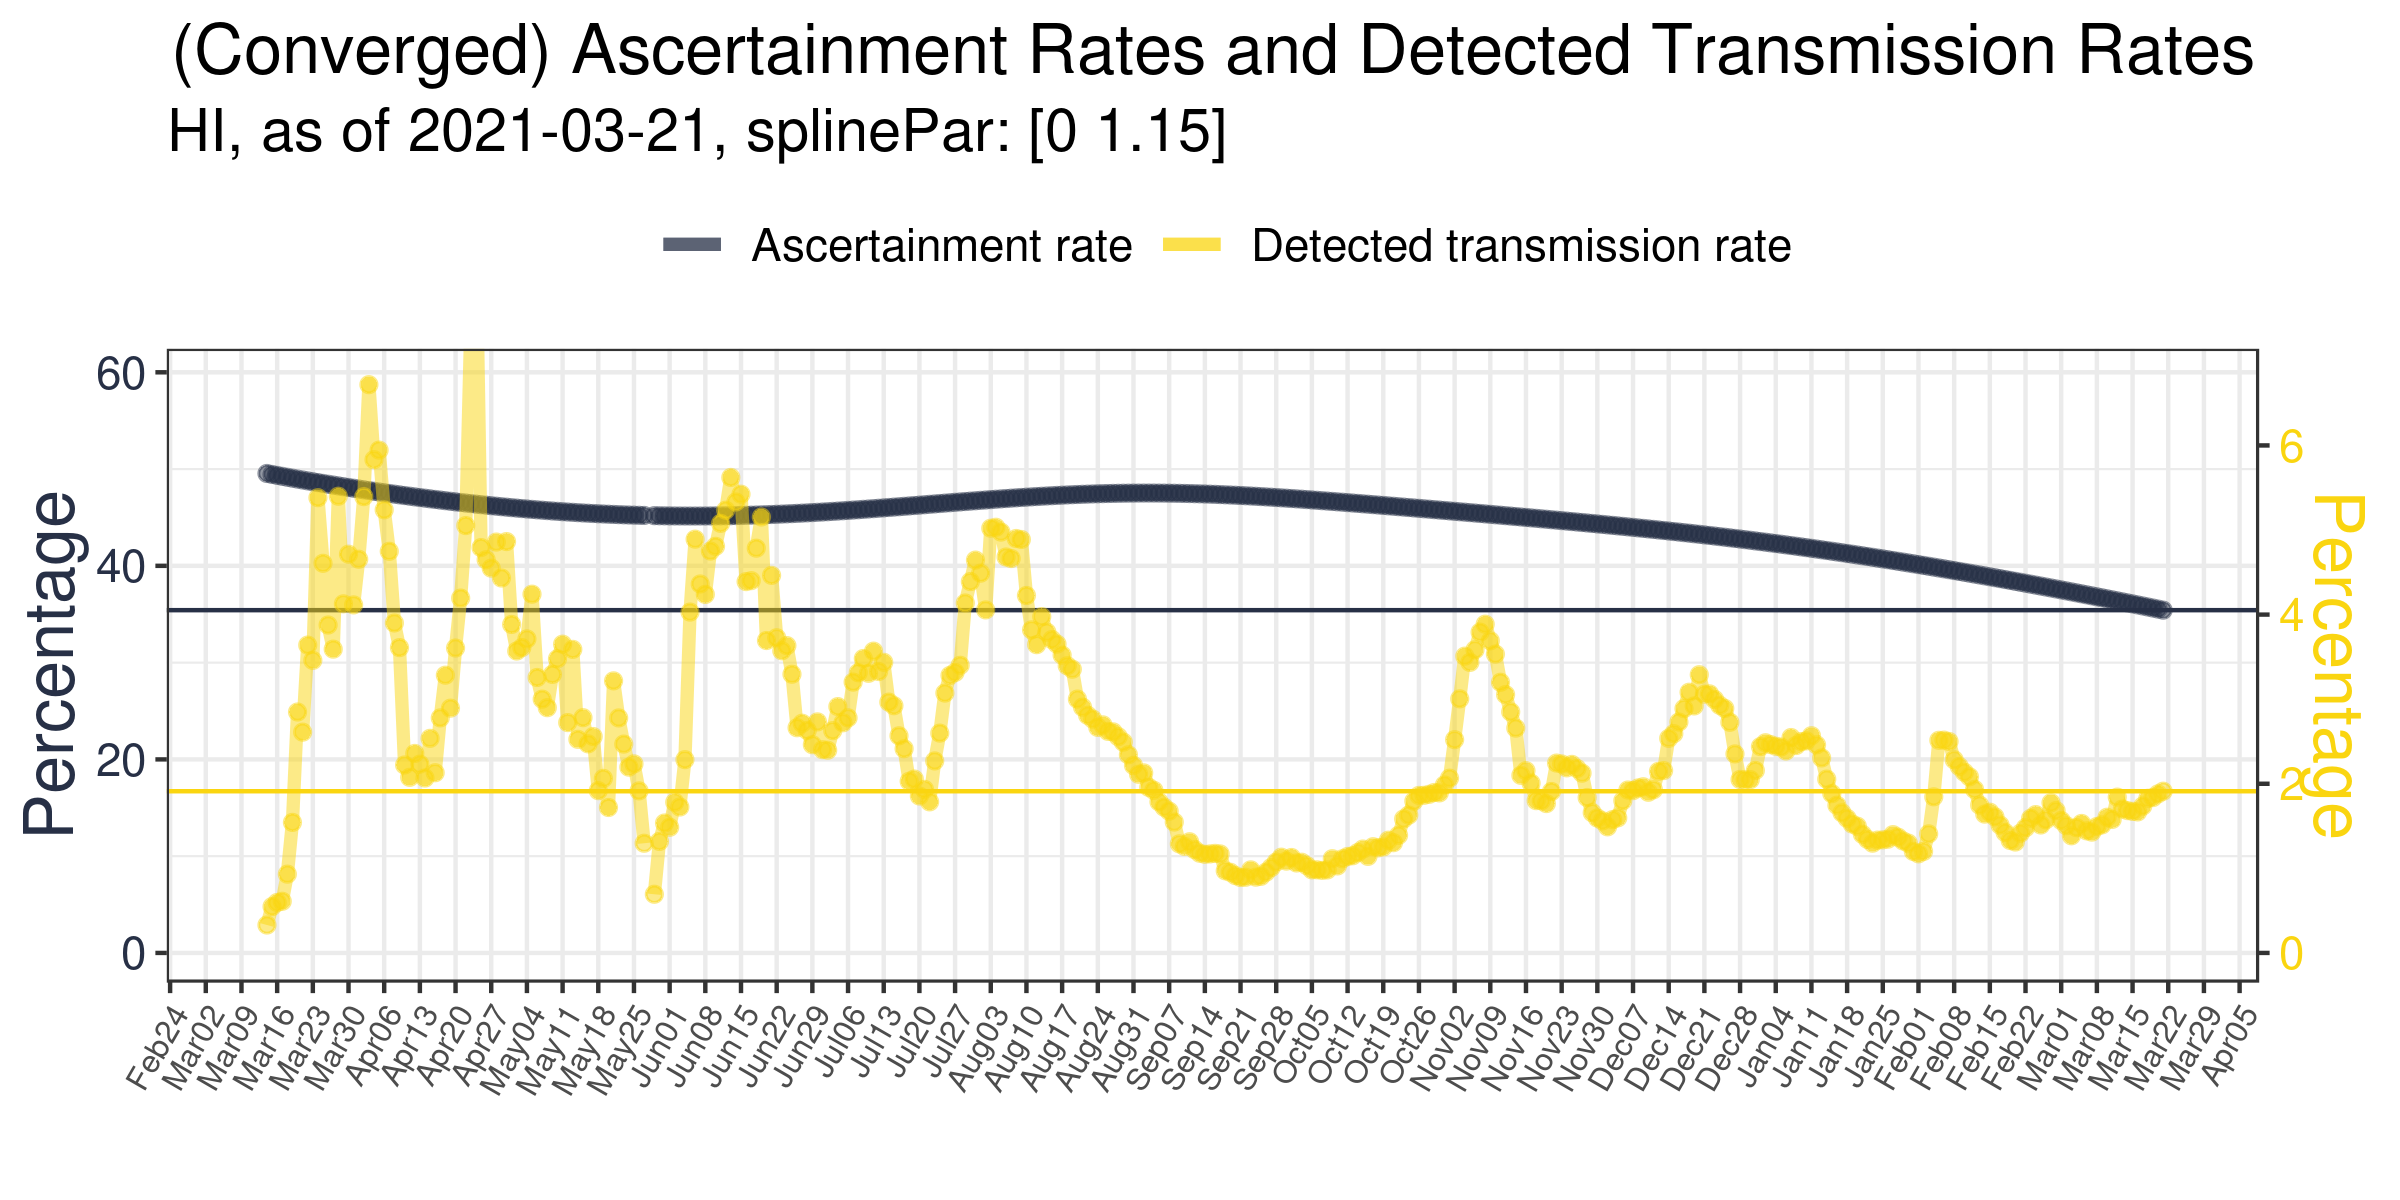 (Converged) Ascertainment Rates and Detected Transmission Rates
HI, as of 2021-03-21, splinePar: [0 1.15]
Ascertainment rate Detected transmission rate
Percentage
60
40
20
0
6
4
2
0
Percentage
Feb24 Mar02 Mar09 Mar16 Mar23 Mar30 Apr06 Apr13 Apr20 Apr27 May04 May11 May18 May25 Jun01 Jun08 Jun15 Jun22 Jun29 Jul06 Jul13 Jul20 Jul27 Aug03 Aug10 Aug17 Aug24 Aug31 Sep07 Sep14 Sep21 Sep28 Oct05 Oct12 Oct19 Oct26 Nov02 Nov09 Nov16 Nov23 Nov30 Dec07 Dec14 Dec21 Dec28 Jan04 Jan11 Jan18 Jan25 Feb01 Feb08 Feb15 Feb22 Mar01 Mar08 Mar15 Mar22 Mar29 Apr05